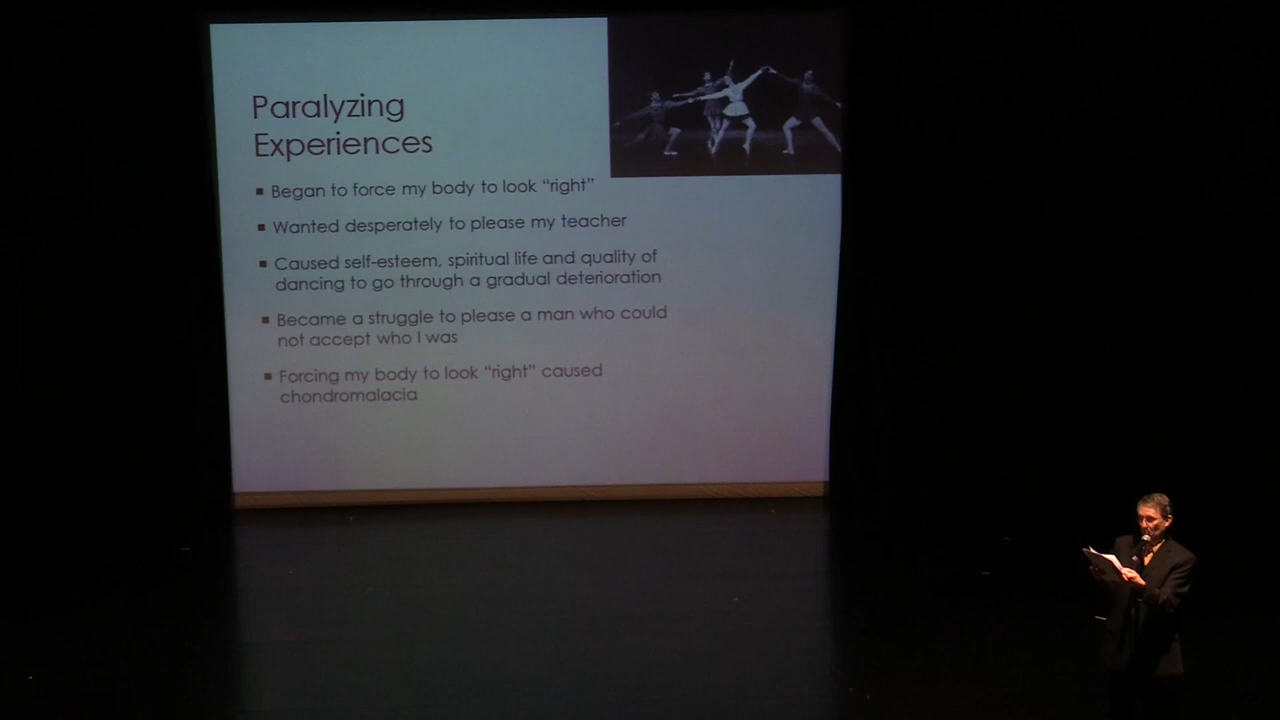 Paralyzing
Experiences
▪ Began to force my body to look “right”
▪ Wanted desperately to please my teacher
▪ Caused self-esteem, spiritual life and quality of
dancing to go through a gradual deterioration
▪ Became a struggle to please a man who could
not accept who I was
▪ Forcing my body to look “right” caused
chondromalacia